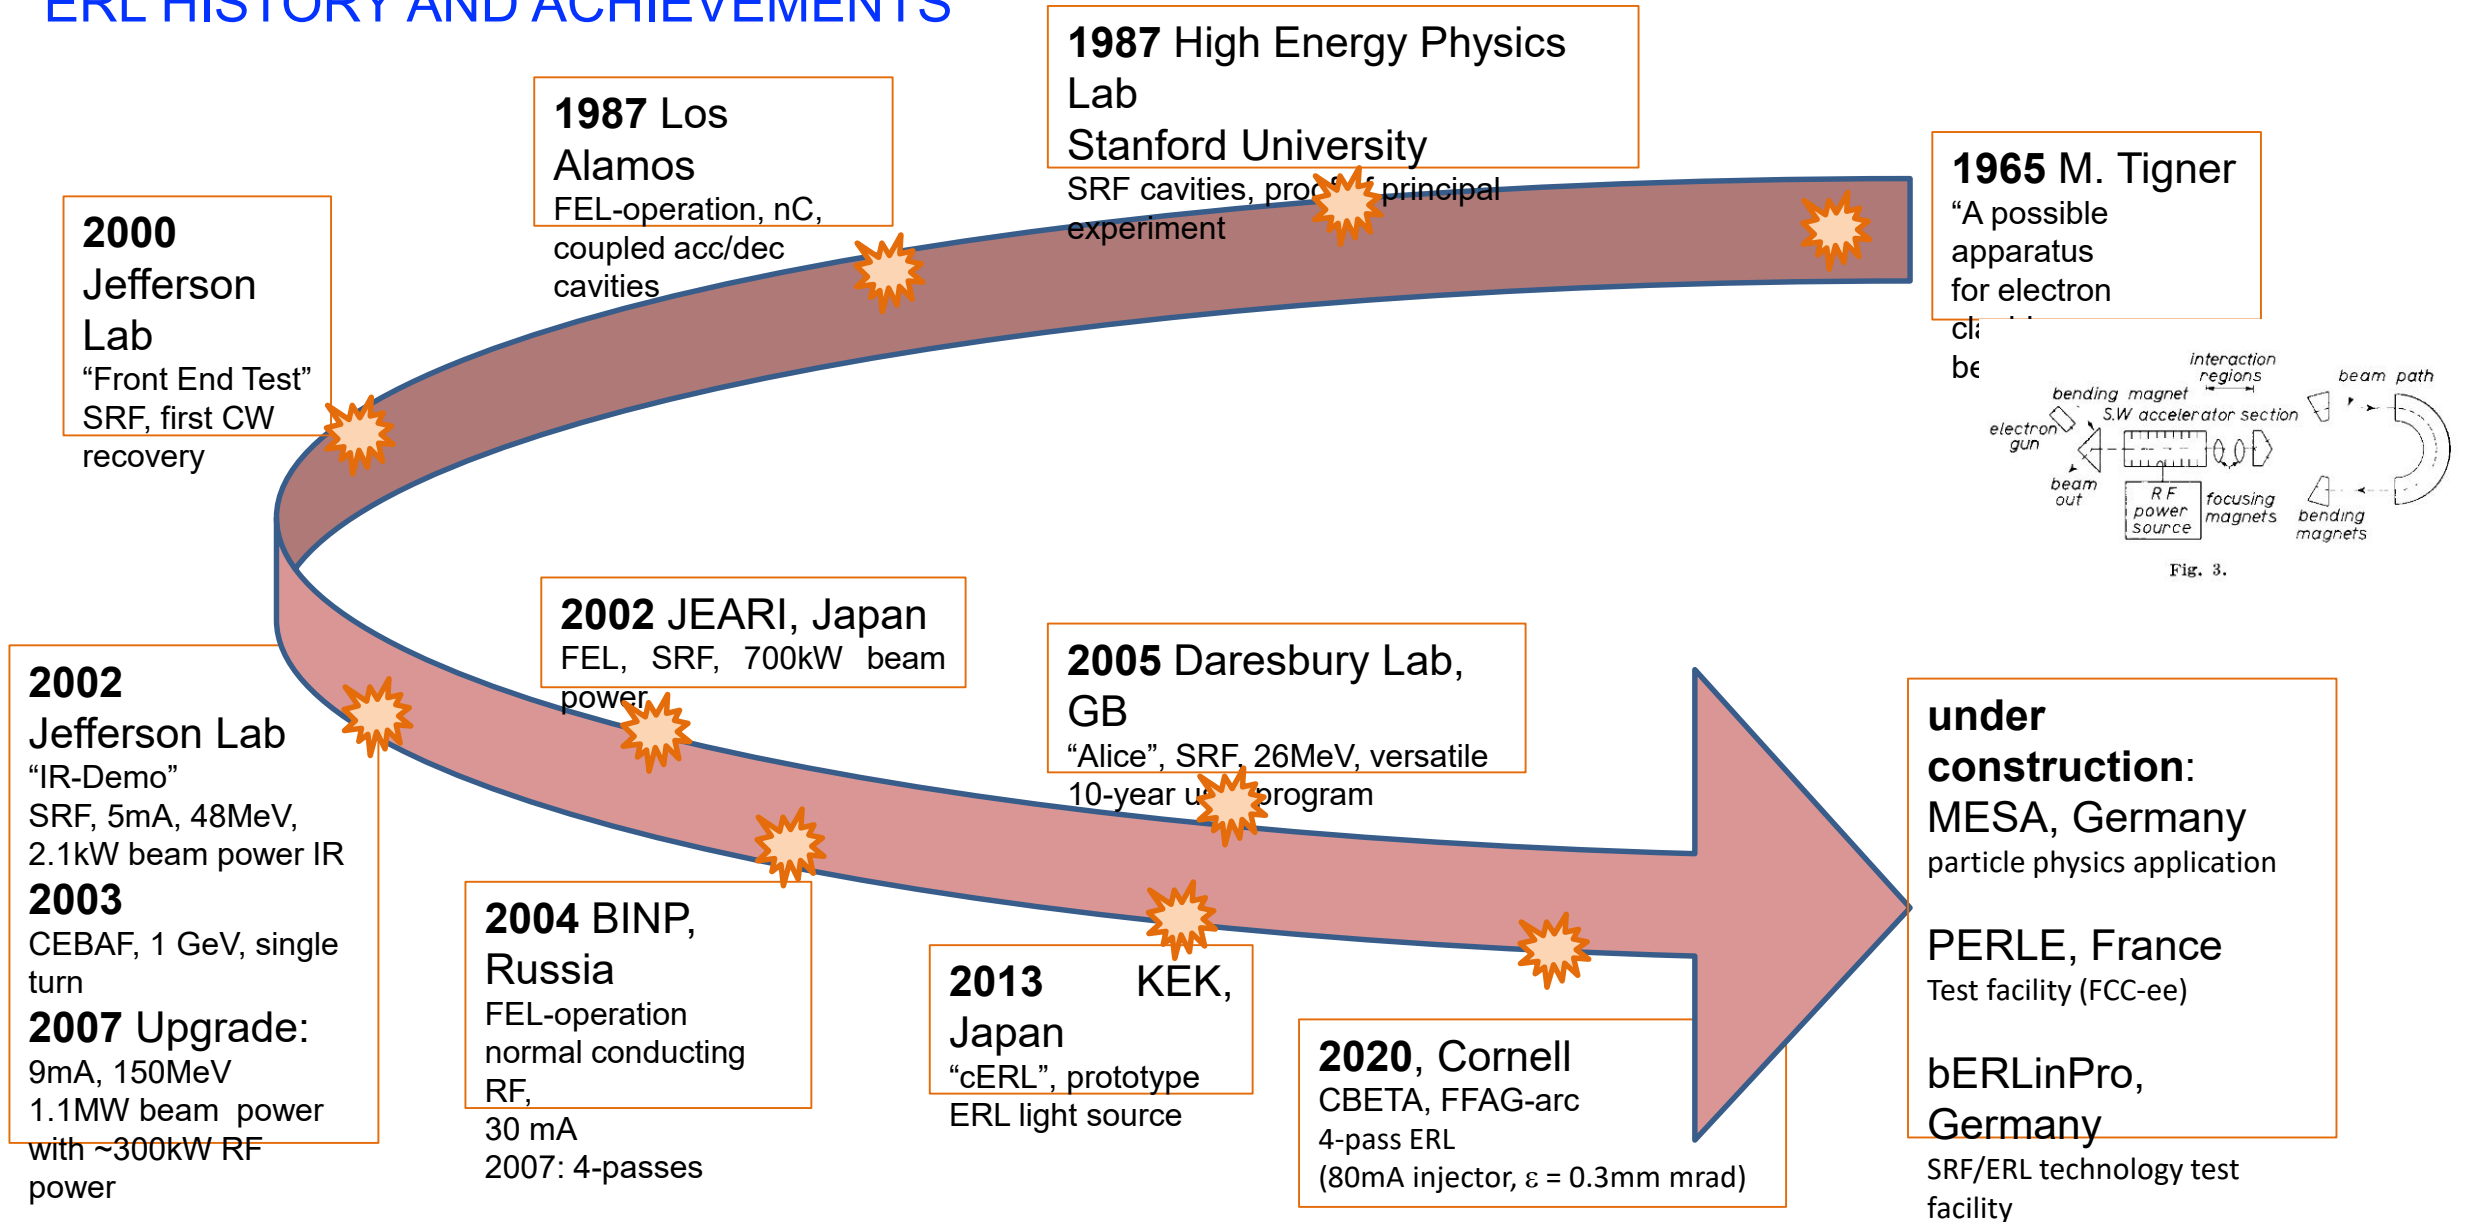 ERL HISTORY AND ACHIEVEMENTS
1987 High Energy Physics
Lab
Stanford University
SRF cavities, proof principal
experiment
1987 Los
Alamos
FEL-operation, nC,
coupled acc/dec
cavities
1965 M. Tigner
“A possible
apparatus
for electron
2000
Jefferson
Lab
“Front End Test”
SRF, first CW
recovery
interaction
regions
beam path
bending magnet
S.W accelerator section
electron
gun
beam
out
RF
power
source
focusing
magnets
bending
magnets
Fig. 3.
2002 JEARI, Japan
FEL, SRF, 700kW beam
power
2005 Daresbury Lab,
GB
“Alice”, SRF, 26MeV, versatile
10-year program
2002
Jefferson Lab
“IR-Demo”
SRF, 5mA, 48MeV,
2.1kW beam power IR
2003
CEBAF, 1 GeV, single
turn
2007 Upgrade:
9mA, 150MeV
1.1MW beam power
with ~300kW RF
power
2004 BINP,
Russia
FEL-operation
normal conducting
RF,
30 mA
2007: 4-passes
2013 KEK,
Japan
“cERL”, prototype
ERL light source
2020, Cornell
CBETA, FFAG-arc
4-pass ERL
(80mA injector, ε = 0.3mm mrad)
under
construction:
MESA, Germany
particle physics application
PERLE, France
Test facility (FCC-ee)
bERLinPro,
Germany
SRF/ERL technology test
facility